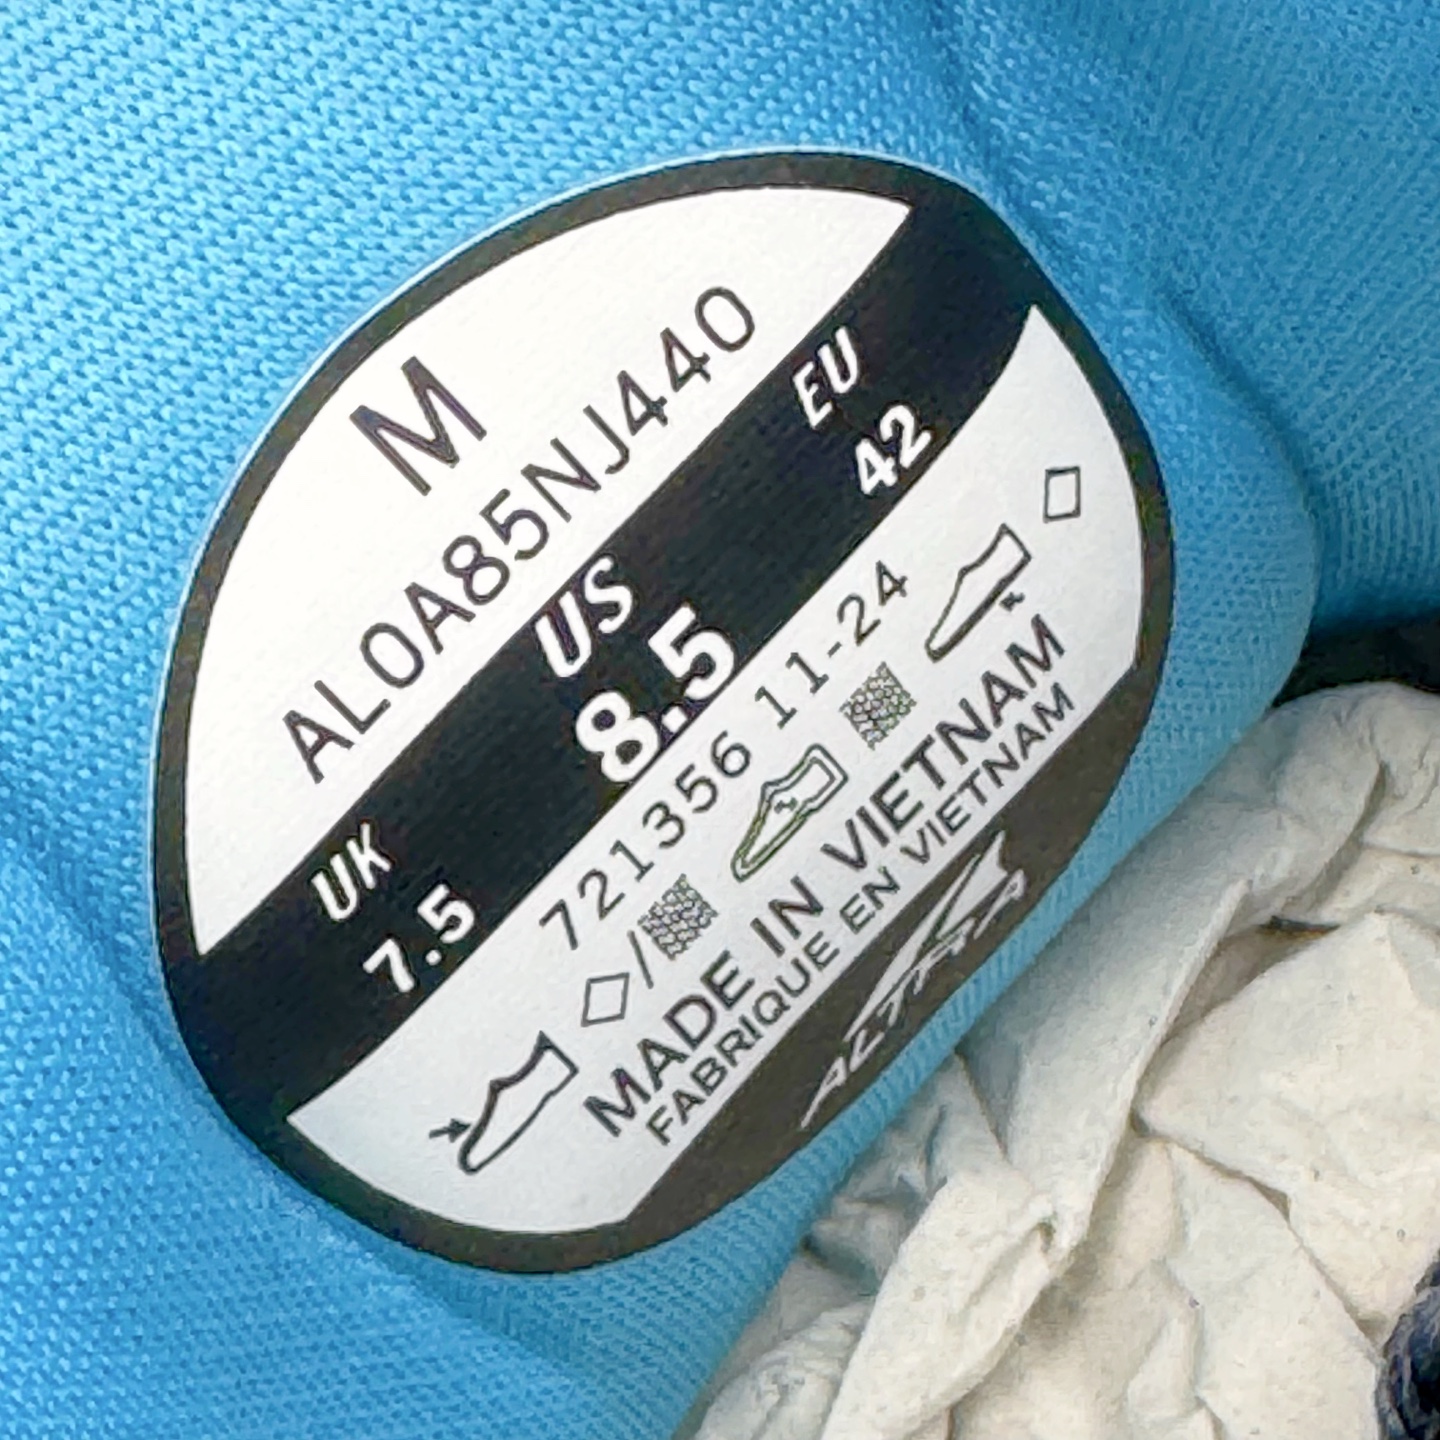 M
AL0A85NJ440
UK US EU
7.5 8.5 42
721356 11-24
MADE IN VIETNAM
FABRIQUE EN VIETNAM
ALTRA